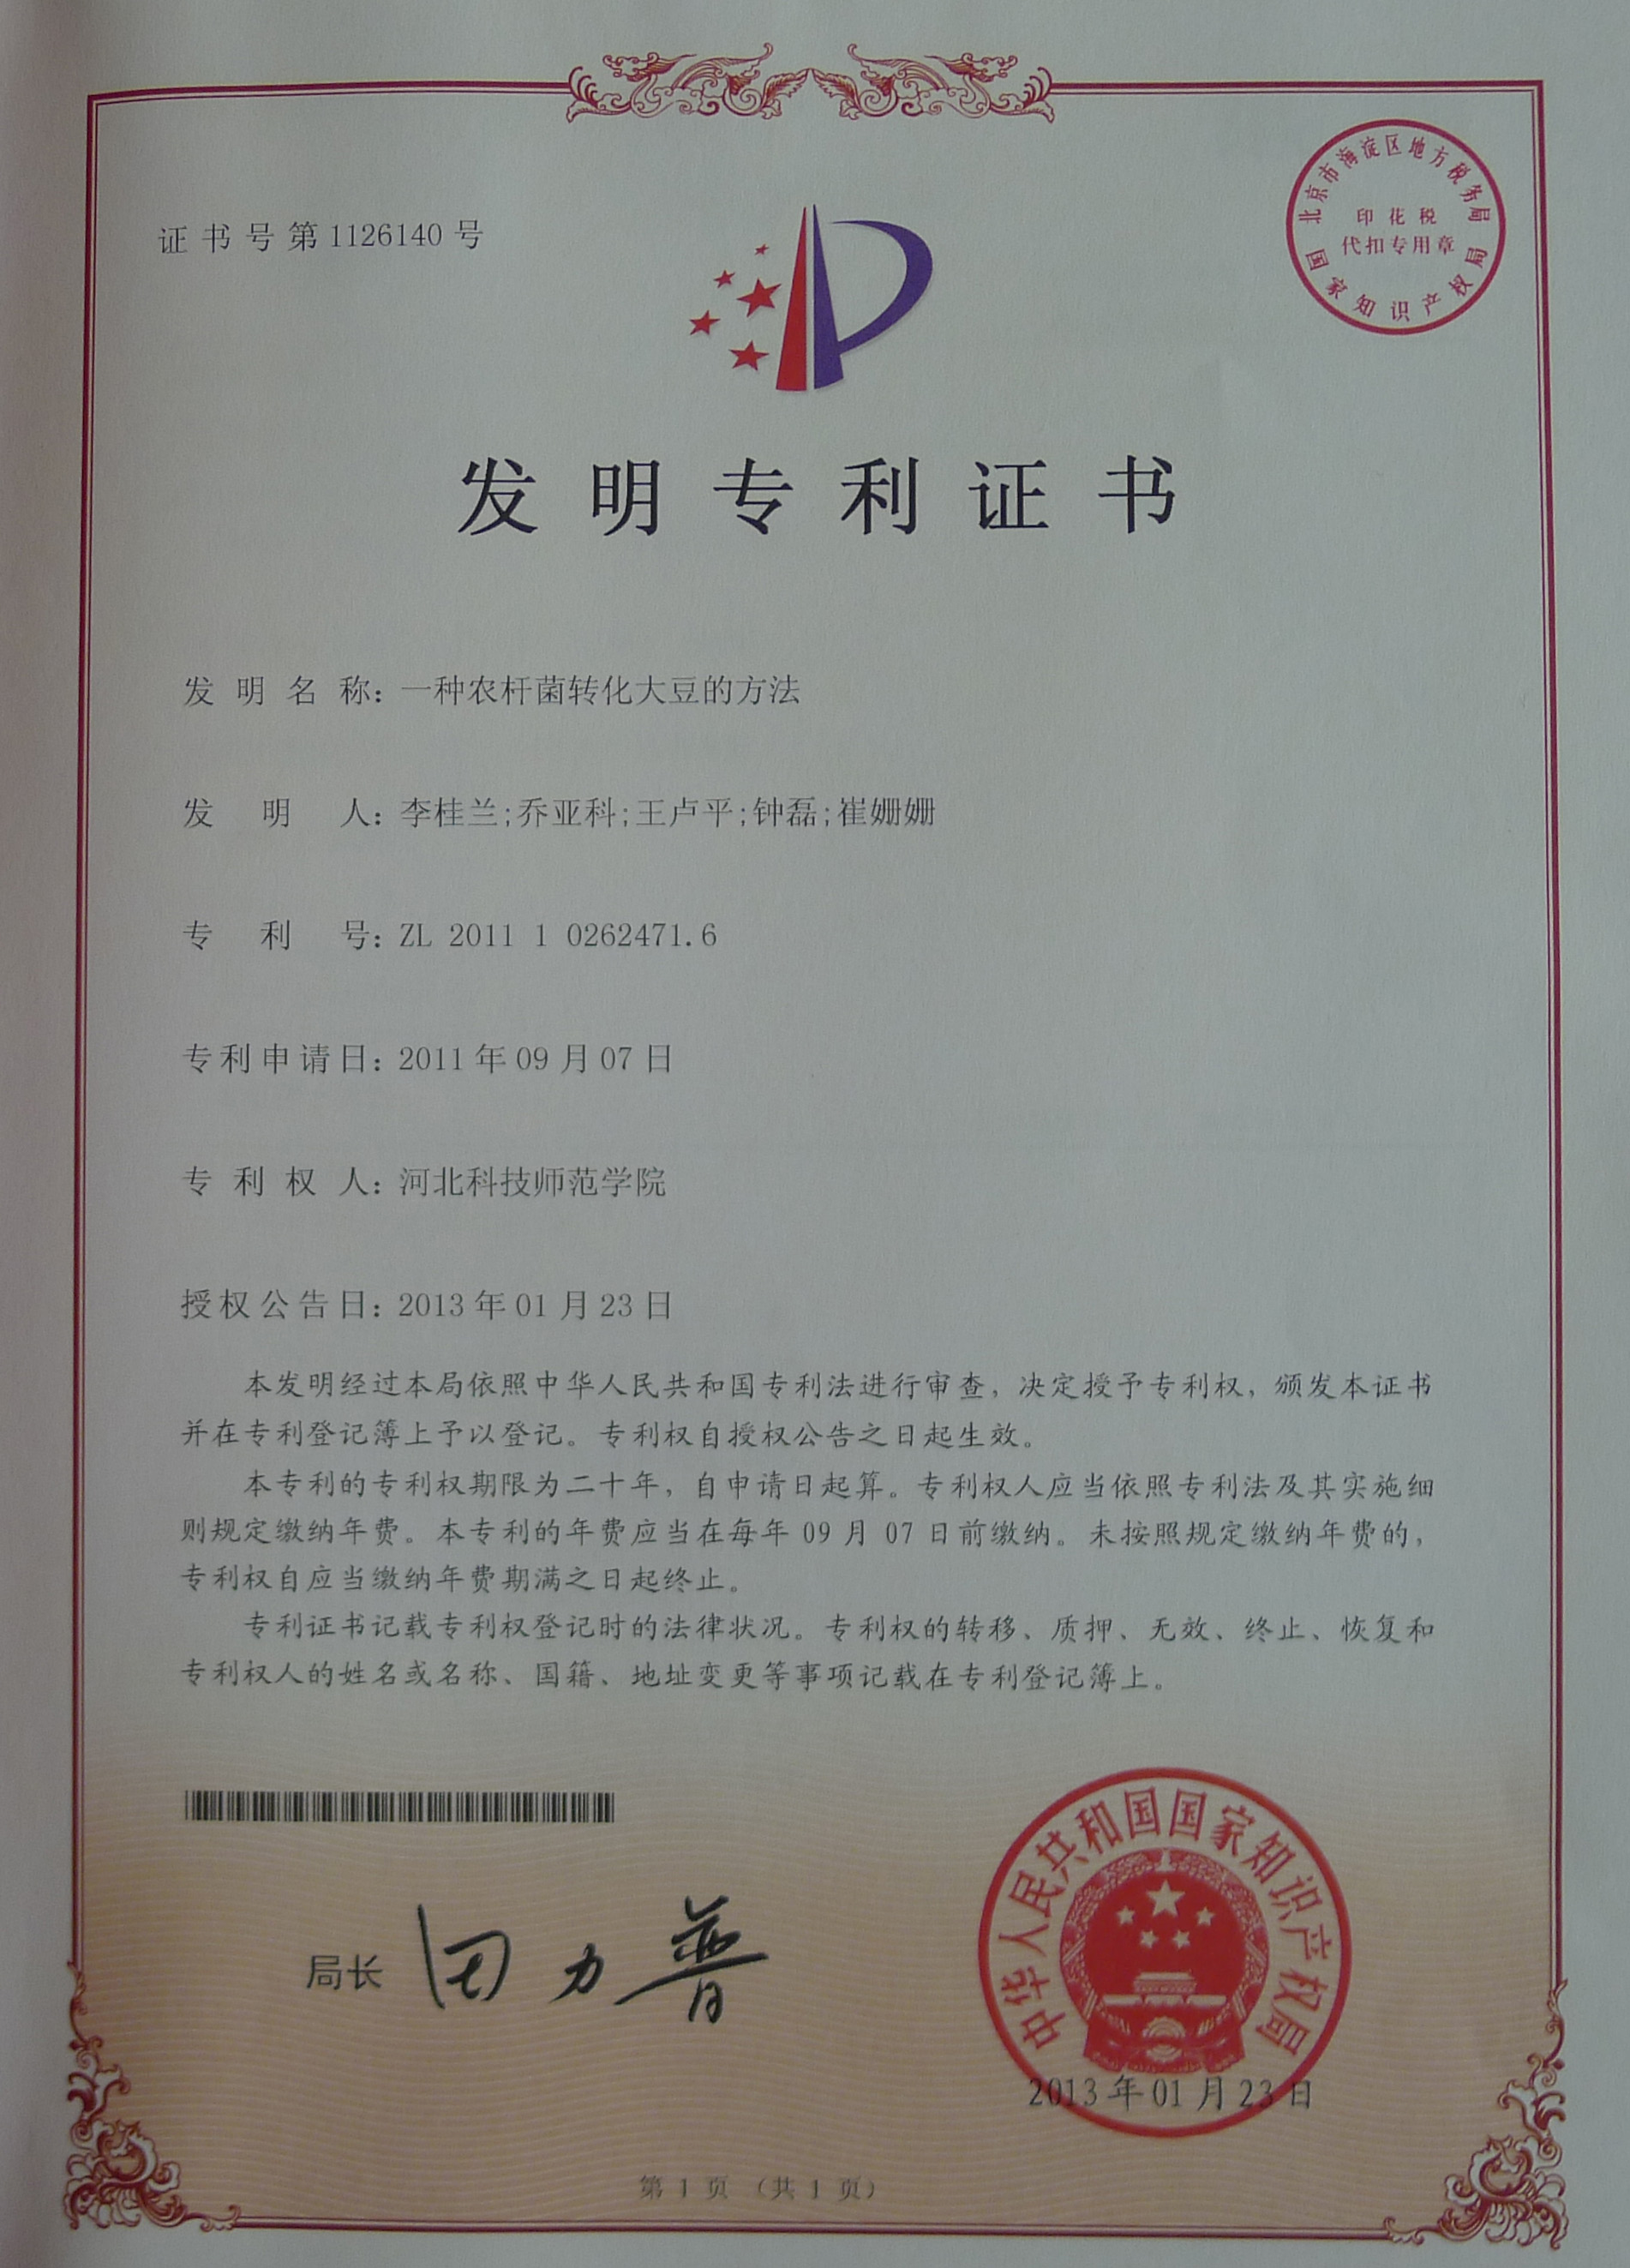 证书号第1126140号
北京市海淀区地方税务局
印花税
代扣专用章
国家知识产权局
发明专利证书
发明名称：一种农杆菌转化大豆的方法
发明人：李桂兰;乔亚科;王卢平;钟磊;崔姗姗
专利号：ZL 2011 1 0262471.6
专利申请日：2011年09月07日
专利权人：河北科技师范学院
授权公告日：2013年01月23日
本发明经过本局依照中华人民共和国专利法进行审查，决定授予专利权，颁发本证书
并在专利登记簿上予以登记。专利权自授权公告之日起生效。
本专利的专利权期限为二十年，自申请日起算。专利权人应当依照专利法及其实施细
则规定缴纳年费。本专利的年费应当在每年 09 月 07 日前缴纳。未按照规定缴纳年费的，
专利权自应当缴纳年费期满之日起终止。
专利证书记载专利权登记时的法律状况。专利权的转移、质押、无效、终止、恢复和
专利权人的姓名或名称、国籍、地址变更等事项记载在专利登记簿上。
局长 田力普
中华人民共和国国家知识产权局
2013年01月23日
第 1 页 （共 1 页）